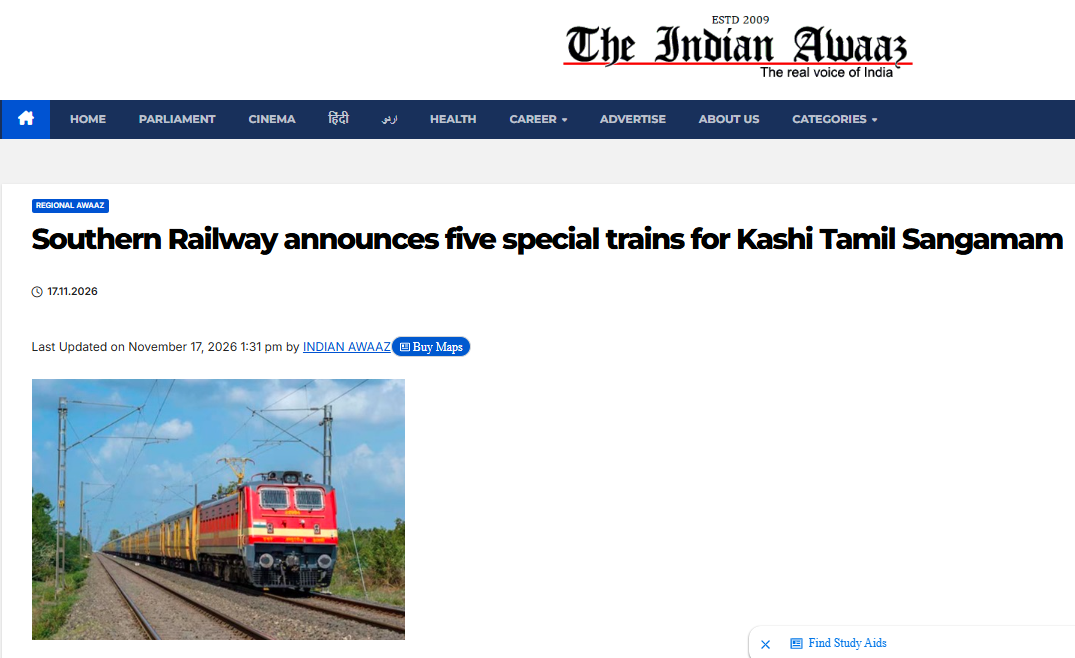 ESTD 2009
The Indian Awaaz
The real voice of India
HOME PARLIAMENT CINEMA हिंदी اردو HEALTH CAREER ADVERTISE ABOUT US CATEGORIES
REGIONAL AWAAZ
Southern Railway announces five special trains for Kashi Tamil Sangamam
17.11.2026
Last Updated on November 17, 2026 1:31 pm by INDIAN AWAAZ Buy Maps
Find Study Aids